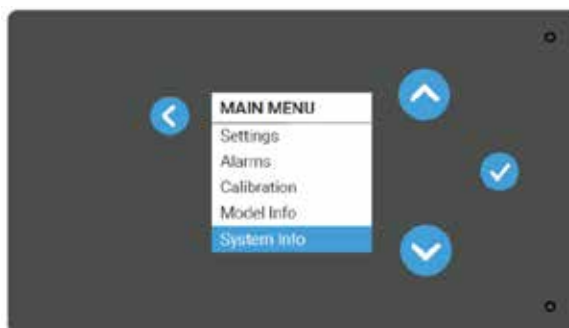 MAIN MENU
Settings
Alarms
Calibration
Model Info
System Info